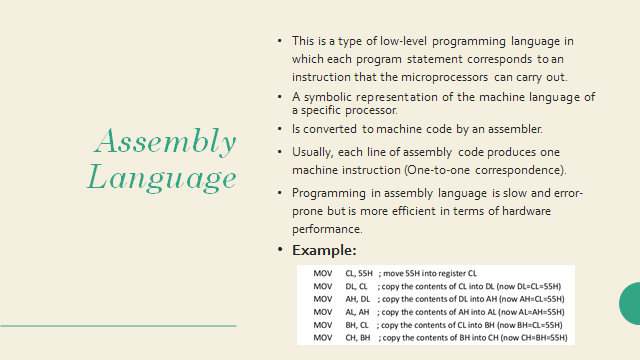 Assembly
Language
• This is a type of low-level programming language in
which each program statement corresponds to an
instruction that the microprocessors can carry out.
• A symbolic representation of the machine language of
a specific processor.
• Is converted to machine code by an assembler.
• Usually, each line of assembly code produces one
machine instruction (One-to-one correspondence).
• Programming in assembly language is slow and error-
prone but is more efficient in terms of hardware
performance.
• Example:
MOV CL, 55H ; move 55H into register CL
MOV DL, CL ; copy the contents of CL into DL (now DL=CL=55H)
MOV AH, DL ; copy the contents of DL into AH (now AH=CL=55H)
MOV AL, AH ; copy the contents of AH into AL (now AL=AH=55H)
MOV BH, CL ; copy the contents of CL into BH (now BH=CL=55H)
MOV CH, BH ; copy the contents of BH into CH (now CH=BH=55H)